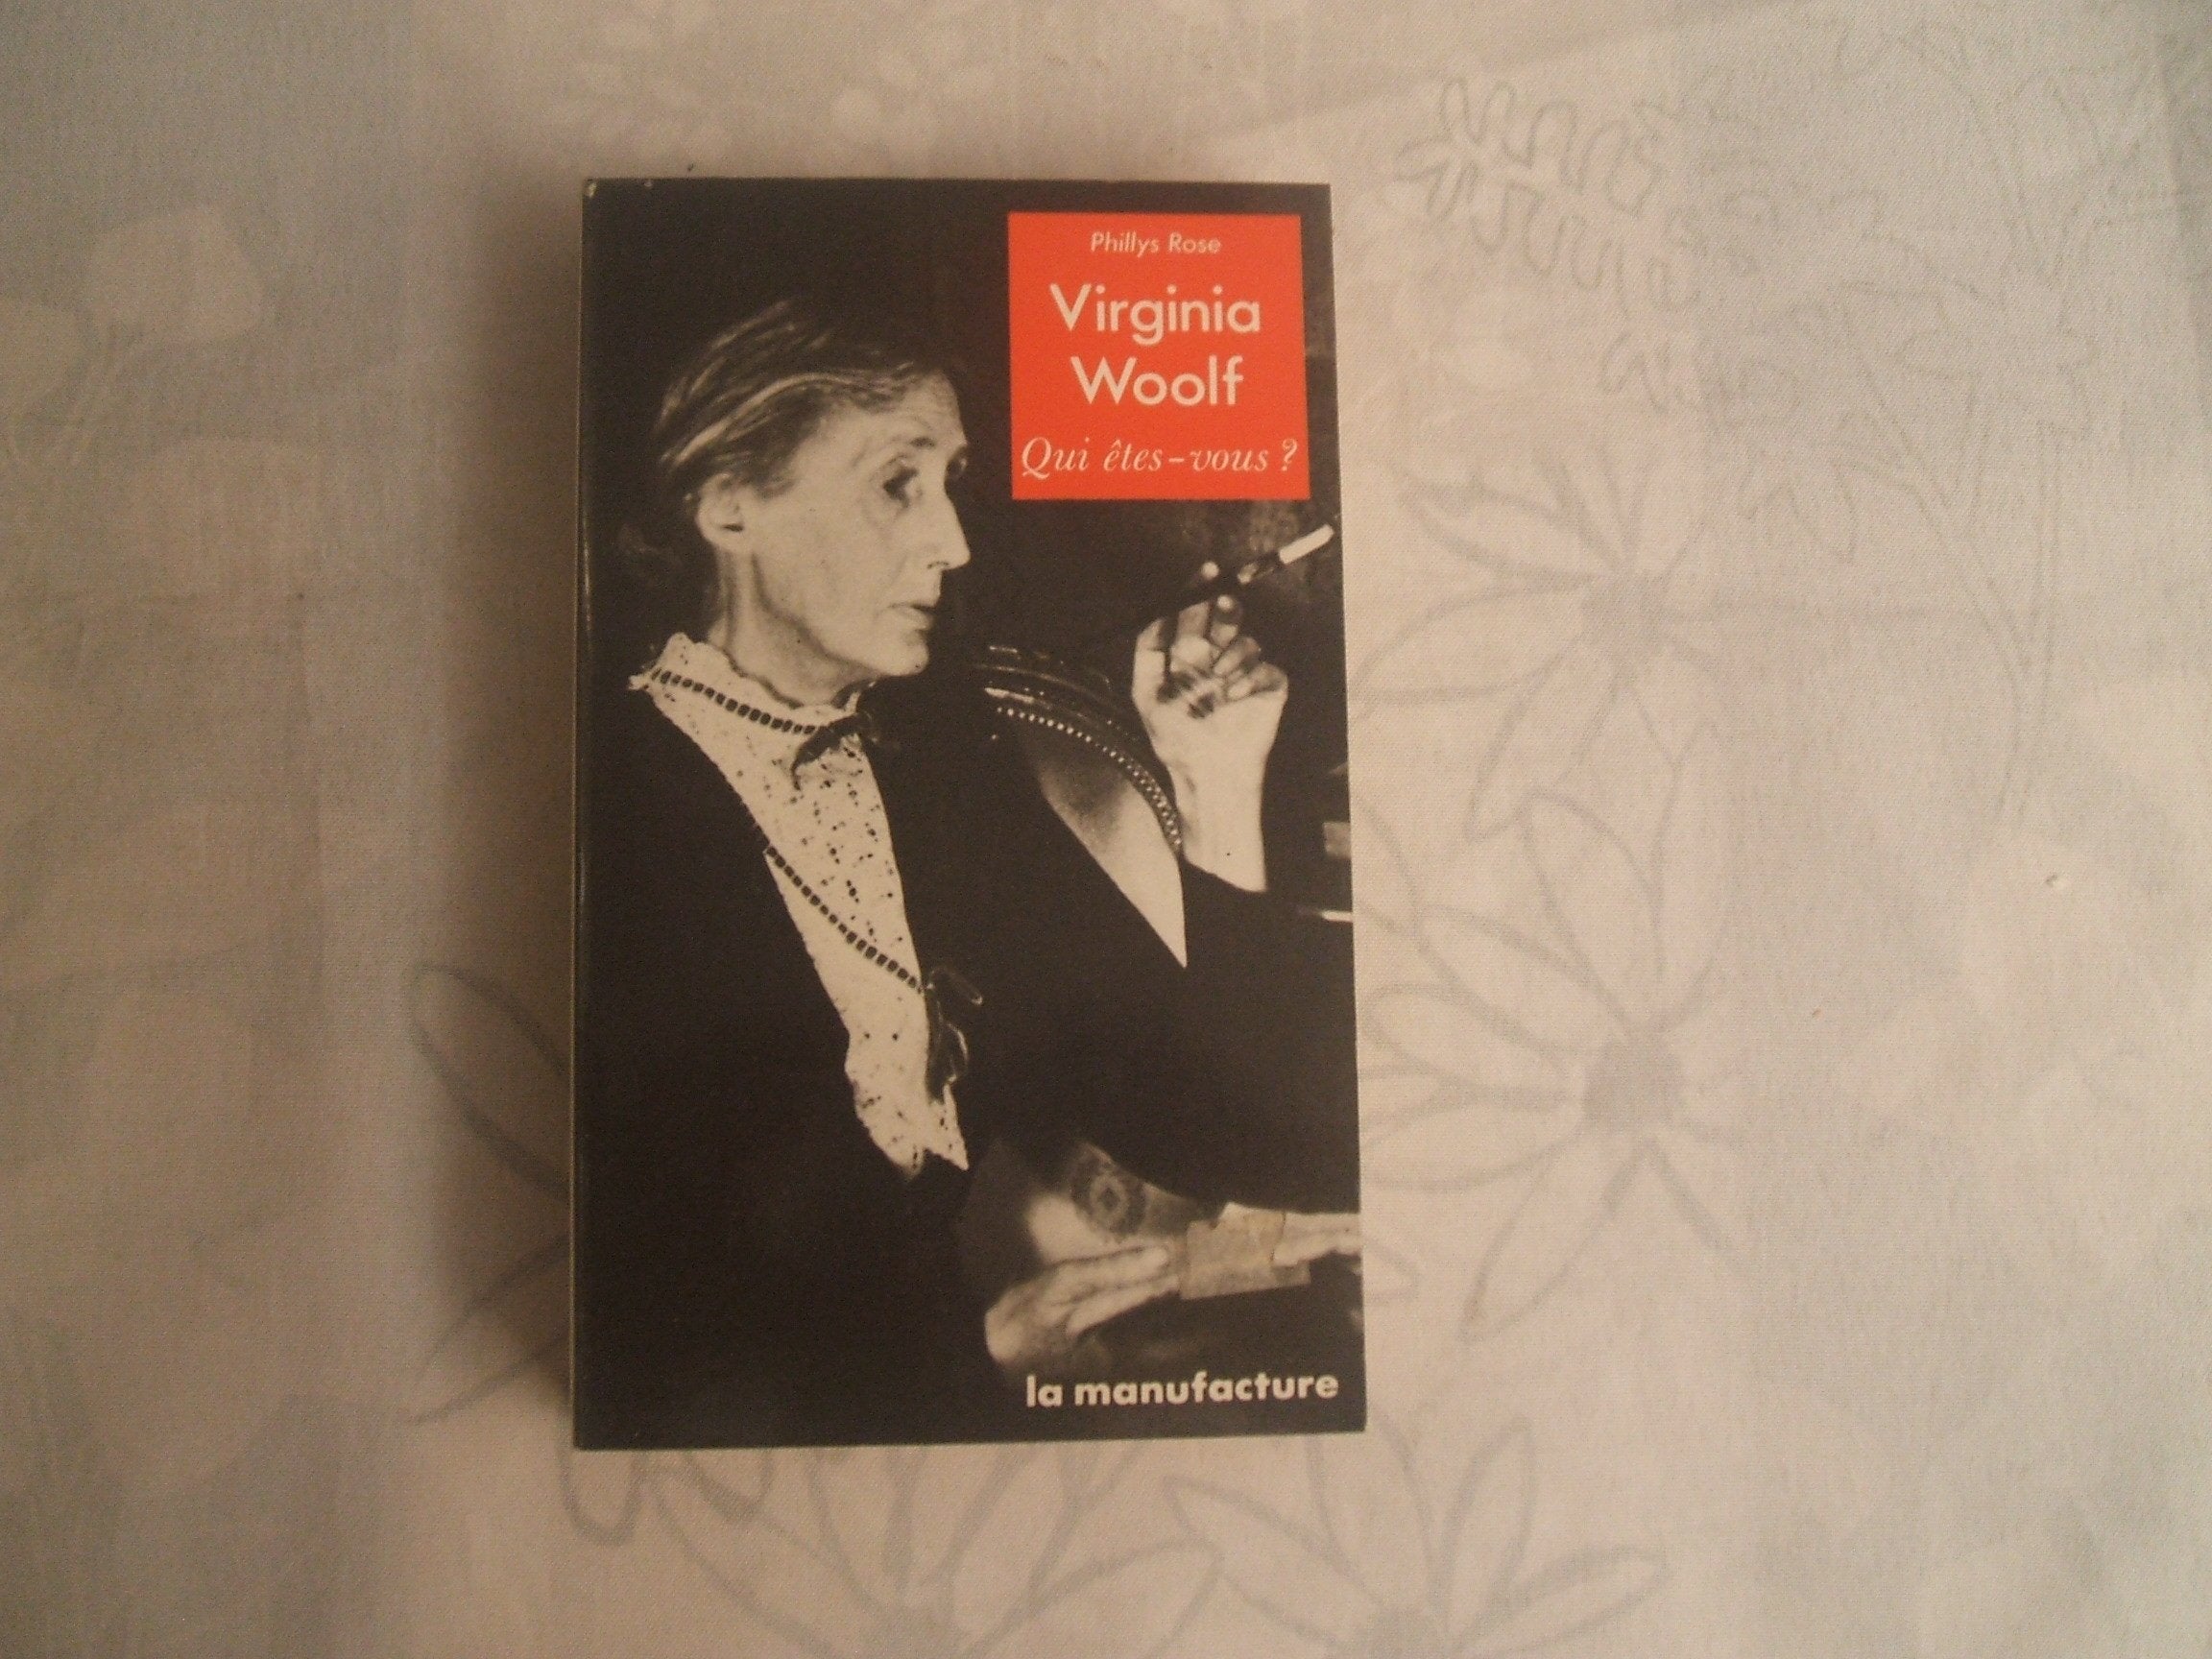 Phillys Rose
Virginia
Woolf
Qui êtes-vous ?
la manufacture